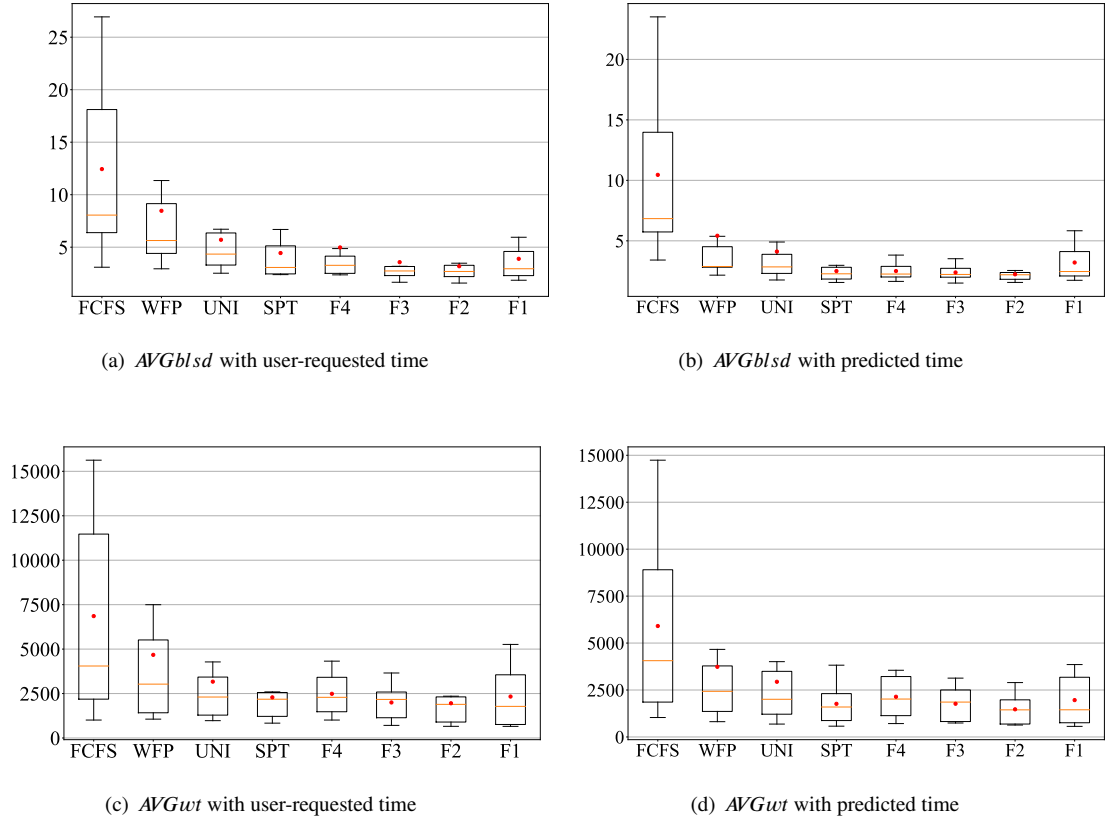 25
20
15
10
5
FCFS WFP UNI SPT F4 F3 F2 F1
(a) AVGblsd with user-requested time
20
15
10
5
FCFS WFP UNI SPT F4 F3 F2 F1
(b) AVGblsd with predicted time
15000
12500
10000
7500
5000
2500
0
FCFS WFP UNI SPT F4 F3 F2 F1
(c) AVGwt with user-requested time
15000
12500
10000
7500
5000
2500
0
FCFS WFP UNI SPT F4 F3 F2 F1
(d) AVGwt with predicted time